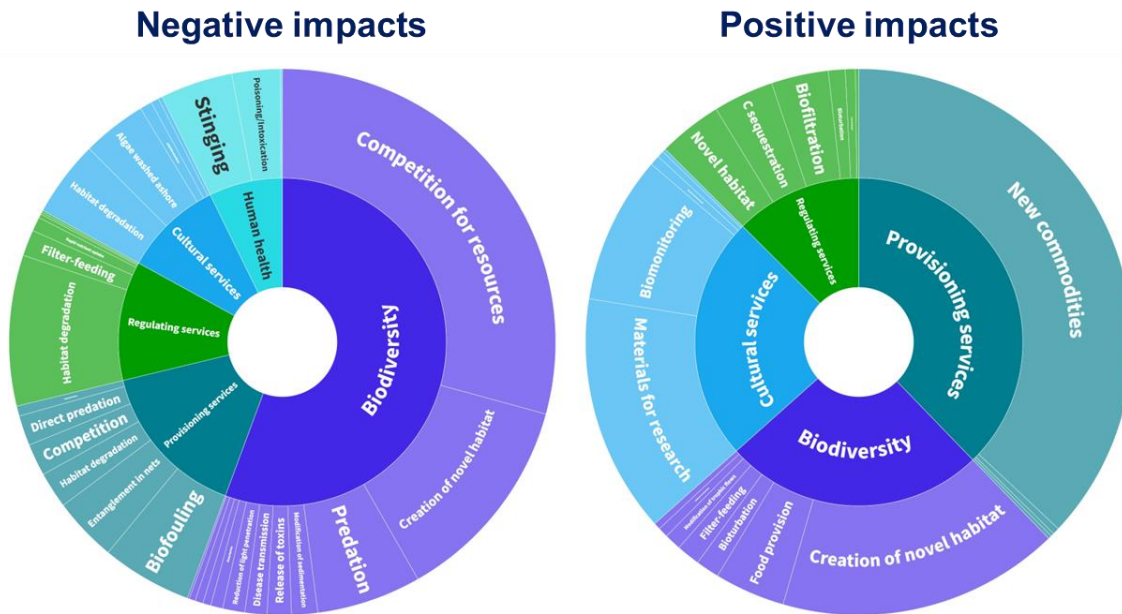 Negative impacts
Positive impacts
Biodiversity
Competition for resources
Creation of novel habitat
Predation
Modification of sedimentation
Release of toxins
Disease transmission
Reduction of light penetration
Provisioning services
Biofouling
Entanglement in nets
Habitat degradation
Competition
Direct predation
Regulating services
Habitat degradation
Filter-feeding
Cultural services
Habitat degradation
Algae washed ashore
Human health
Stinging
Poisoning/Intoxication
Provisioning services
New commodities
Biodiversity
Creation of novel habitat
Food provision
Bioturbation
Filter-feeding
Modification of trophic flows
Cultural services
Materials for research
Biomonitoring
Regulating services
Novel habitat
C sequestration
Biofiltration
Bioturbation